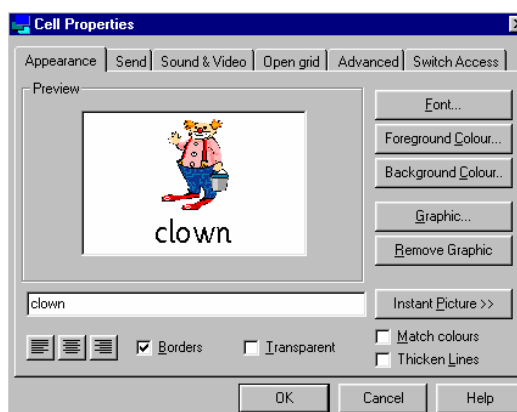 Cell Properties
Appearance Send Sound & Video Open grid Advanced Switch Access
Preview
clown
Font...
Foreground Colour...
Background Colour..
Graphic...
Remove Graphic
clown
Instant Picture >>
Borders Transparent
Match colours
Thicken Lines
OK Cancel Help